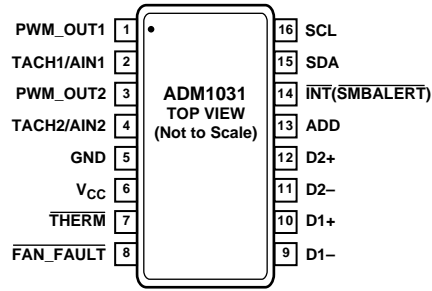 PWM_OUT1 1
TACH1/AIN1 2
PWM_OUT2 3
TACH2/AIN2 4
GND 5
VCC 6
THERM 7
FAN_FAULT 8
ADM1031
TOP VIEW
(Not to Scale)
16 SCL
15 SDA
14 INT(SMBALERT)
13 ADD
12 D2+
11 D2–
10 D1+
9 D1–